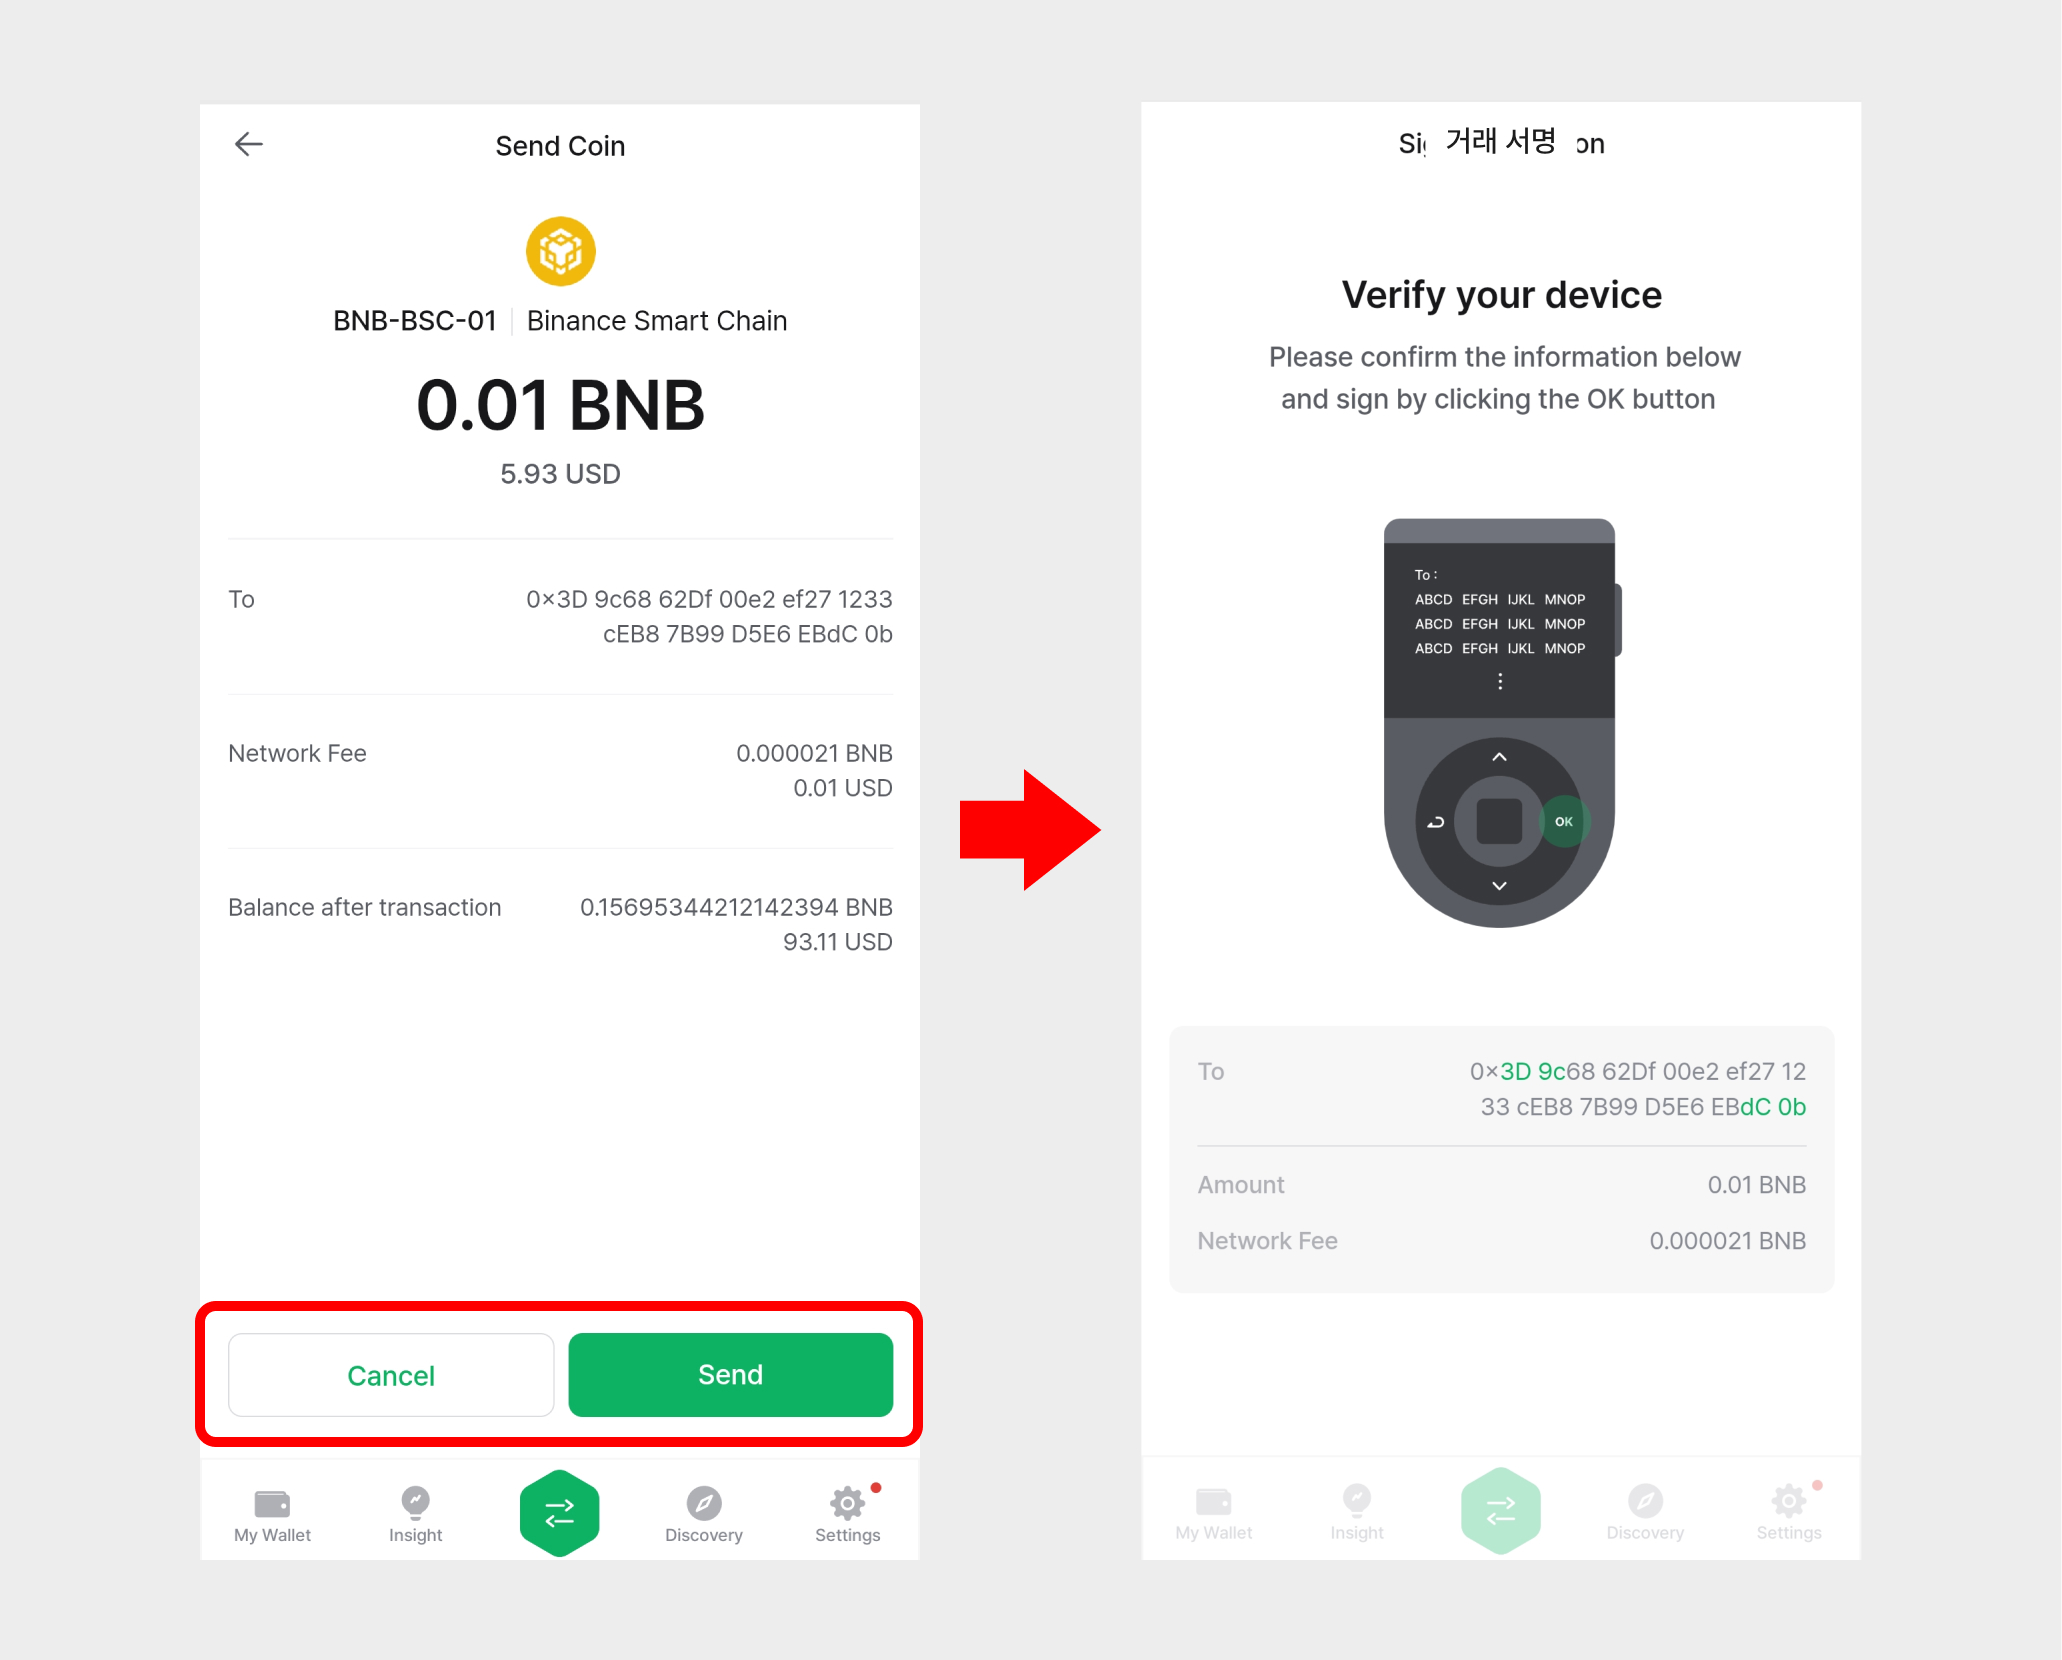 Send Coin
BNB-BSC-01 | Binance Smart Chain
0.01 BNB
5.93 USD
To 0×3D 9c68 62Df 00e2 ef27 1233
cEB8 7B99 D5E6 EBdC 0b
Network Fee 0.000021 BNB
0.01 USD
Balance after transaction 0.15695344212142394 BNB
93.11 USD
Cancel Send
My Wallet Insight Discovery Settings
거래 서명
Verify your device
Please confirm the information below
and sign by clicking the OK button
To :
ABCD EFGH IJKL MNOP
ABCD EFGH IJKL MNOP
ABCD EFGH IJKL MNOP
OK
To 0×3D 9c68 62Df 00e2 ef27 12
33 cEB8 7B99 D5E6 EBdC 0b
Amount 0.01 BNB
Network Fee 0.000021 BNB
My Wallet Insight Discovery Settings